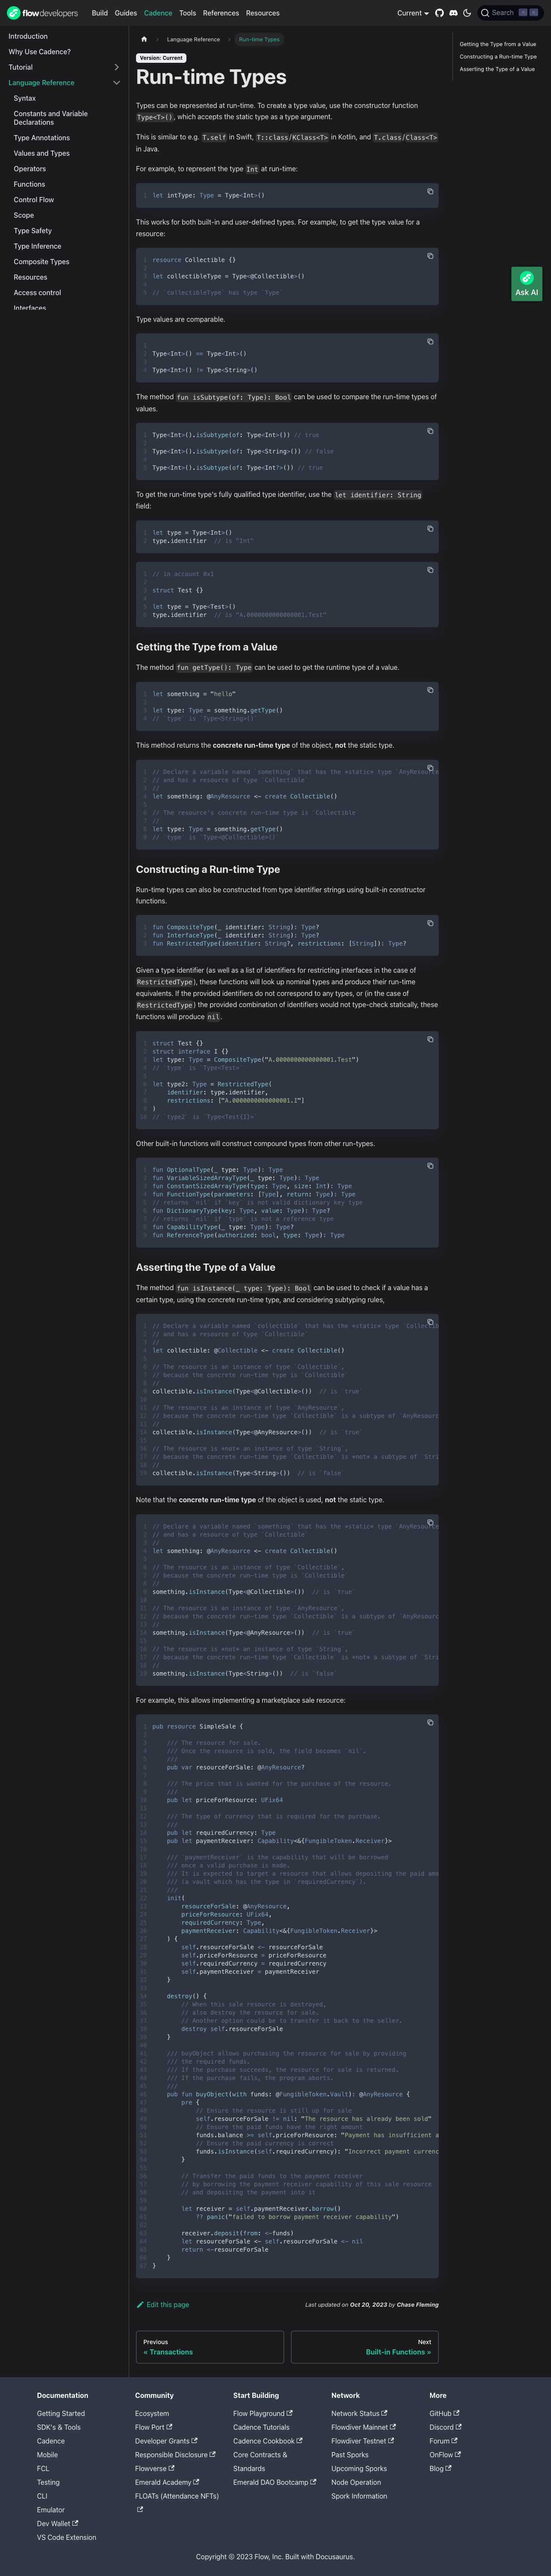 flow developers
Build
Guides
Cadence
Tools
References
Resources
Current
Search
Introduction
Why Use Cadence?
Tutorial
Language Reference
Syntax
Constants and Variable
Declarations
Type Annotations
Values and Types
Operators
Functions
Control Flow
Scope
Type Safety
Type Inference
Composite Types
Resources
Access control
Interfaces
Language Reference
Run-time Types
Getting the Type from a Value
Constructing a Run-time Type
Asserting the Type of a Value
Ask AI
Version: Current
Run-time Types
Types can be represented at run-time. To create a type value, use the constructor function
Type<T>(), which accepts the static type as a type argument.
This is similar to e.g. T.self in Swift, T::class/KClass<T> in Kotlin, and T.class/Class<T>
in Java.
For example, to represent the type Int at run-time:
let intType: Type = Type<Int>()
This works for both built-in and user-defined types. For example, to get the type value for a
resource:
resource Collectible {}
let collectibleType = Type<@Collectible>()
// `collectibleType` has type `Type`
Type values are comparable.
Type<Int>() == Type<Int>()
Type<Int>() != Type<String>()
The method fun isSubtype(of: Type): Bool can be used to compare the run-time types of
values.
Type<Int>().isSubtype(of: Type<Int>()) // true
Type<Int>().isSubtype(of: Type<String>()) // false
Type<Int>().isSubtype(of: Type<Int?>()) // true
To get the run-time type's fully qualified type identifier, use the let identifier: String
field:
let type = Type<Int>()
type.identifier  // is "Int"
// in account 0x1
struct Test {}
let type = Type<Test>()
type.identifier  // is "A.0000000000000001.Test"
Getting the Type from a Value
The method fun getType(): Type can be used to get the runtime type of a value.
let something = "hello"
let type: Type = something.getType()
// `type` is `Type<String>()`
This method returns the concrete run-time type of the object, not the static type.
// Declare a variable named `something` that has the *static* type `AnyResource
// and has a resource of type `Collectible`
//
let something: @AnyResource <- create Collectible()
// The resource's concrete run-time type is `Collectible`
//
let type: Type = something.getType()
// `type` is `Type<@Collectible>()`
Constructing a Run-time Type
Run-time types can also be constructed from type identifier strings using built-in constructor
functions.
fun CompositeType(_ identifier: String): Type?
fun InterfaceType(_ identifier: String): Type?
fun RestrictedType(identifier: String?, restrictions: [String]): Type?
Given a type identifier (as well as a list of identifiers for restricting interfaces in the case of
RestrictedType), these functions will look up nominal types and produce their run-time
equivalents. If the provided identifiers do not correspond to any types, or (in the case of
RestrictedType) the provided combination of identifiers would not type-check statically, these
functions will produce nil.
struct Test {}
struct interface I {}
let type: Type = CompositeType("A.0000000000000001.Test")
// `type` is `Type<Test>`
let type2: Type = RestrictedType(
identifier: type.identifier,
restrictions: ["A.0000000000000001.I"]
)
// `type2` is `Type<Test{I}>`
Other built-in functions will construct compound types from other run-types.
fun OptionalType(_ type: Type): Type
fun VariableSizedArrayType(_ type: Type): Type
fun ConstantSizedArrayType(type: Type, size: Int): Type
fun FunctionType(parameters: [Type], return: Type): Type
// returns `nil` if `key` is not valid dictionary key type
fun DictionaryType(key: Type, value: Type): Type?
// returns `nil` if `type` is not a reference type
fun CapabilityType(_ type: Type): Type?
fun ReferenceType(authorized: bool, type: Type): Type
Asserting the Type of a Value
The method fun isInstance(_ type: Type): Bool can be used to check if a value has a
certain type, using the concrete run-time type, and considering subtyping rules,
// Declare a variable named `collectible` that has the *static* type `Collectib
// and has a resource of type `Collectible`
//
let collectible: @Collectible <- create Collectible()
// The resource is an instance of type `Collectible`,
// because the concrete run-time type is `Collectible`
//
collectible.isInstance(Type<@Collectible>())  // is `true`
// The resource is an instance of type `AnyResource`,
// because the concrete run-time type `Collectible` is a subtype of `AnyResourc
//
collectible.isInstance(Type<@AnyResource>())  // is `true`
// The resource is *not* an instance of type `String`,
// because the concrete run-time type `Collectible` is *not* a subtype of `Stri
//
collectible.isInstance(Type<String>())  // is `false`
Note that the concrete run-time type of the object is used, not the static type.
// Declare a variable named `something` that has the *static* type `AnyResource
// and has a resource of type `Collectible`
//
let something: @AnyResource <- create Collectible()
// The resource is an instance of type `Collectible`,
// because the concrete run-time type is `Collectible`
//
something.isInstance(Type<@Collectible>())  // is `true`
// The resource is an instance of type `AnyResource`,
// because the concrete run-time type `Collectible` is a subtype of `AnyResourc
//
something.isInstance(Type<@AnyResource>())  // is `true`
// The resource is *not* an instance of type `String`,
// because the concrete run-time type `Collectible` is *not* a subtype of `Stri
//
something.isInstance(Type<String>())  // is `false`
For example, this allows implementing a marketplace sale resource:
pub resource SimpleSale {
/// The resource for sale.
/// Once the resource is sold, the field becomes `nil`.
///
pub var resourceForSale: @AnyResource?
/// The price that is wanted for the purchase of the resource.
///
pub let priceForResource: UFix64
/// The type of currency that is required for the purchase.
///
pub let requiredCurrency: Type
pub let paymentReceiver: Capability<&{FungibleToken.Receiver}>
/// `paymentReceiver` is the capability that will be borrowed
/// once a valid purchase is made.
/// It is expected to target a resource that allows depositing the paid amo
/// (a vault which has the type in `requiredCurrency`).
///
init(
resourceForSale: @AnyResource,
priceForResource: UFix64,
requiredCurrency: Type,
paymentReceiver: Capability<&{FungibleToken.Receiver}>
) {
self.resourceForSale <- resourceForSale
self.priceForResource = priceForResource
self.requiredCurrency = requiredCurrency
self.paymentReceiver = paymentReceiver
}
destroy() {
// When this sale resource is destroyed,
// also destroy the resource for sale.
// Another option could be to transfer it back to the seller.
destroy self.resourceForSale
}
/// buyObject allows purchasing the resource for sale by providing
/// the required funds.
/// If the purchase succeeds, the resource for sale is returned.
/// If the purchase fails, the program aborts.
///
pub fun buyObject(with funds: @FungibleToken.Vault): @AnyResource {
pre {
// Ensure the resource is still up for sale
self.resourceForSale != nil: "The resource has already been sold"
// Ensure the paid funds have the right amount
funds.balance >= self.priceForResource: "Payment has insufficient a
// Ensure the paid currency is correct
funds.isInstance(self.requiredCurrency): "Incorrect payment currenc
}
// Transfer the paid funds to the payment receiver
// by borrowing the payment receiver capability of this sale resource
// and depositing the payment into it
let receiver = self.paymentReceiver.borrow()
?? panic("failed to borrow payment receiver capability")
receiver.deposit(from: <-funds)
let resourceForSale <- self.resourceForSale <- nil
return <-resourceForSale
}
}
Edit this page
Last updated on Oct 20, 2023 by Chase Fleming
Previous
« Transactions
Next
Built-in Functions »
Documentation
Getting Started
SDK's & Tools
Cadence
Mobile
FCL
Testing
CLI
Emulator
Dev Wallet
VS Code Extension
Community
Ecosystem
Flow Port
Developer Grants
Responsible Disclosure
Flowverse
Emerald Academy
FLOATs (Attendance NFTs)
Start Building
Flow Playground
Cadence Tutorials
Cadence Cookbook
Core Contracts &
Standards
Emerald DAO Bootcamp
Network
Network Status
Flowdiver Mainnet
Flowdiver Testnet
Past Sporks
Upcoming Sporks
Node Operation
Spork Information
More
GitHub
Discord
Forum
OnFlow
Blog
Copyright © 2023 Flow, Inc. Built with Docusaurus.